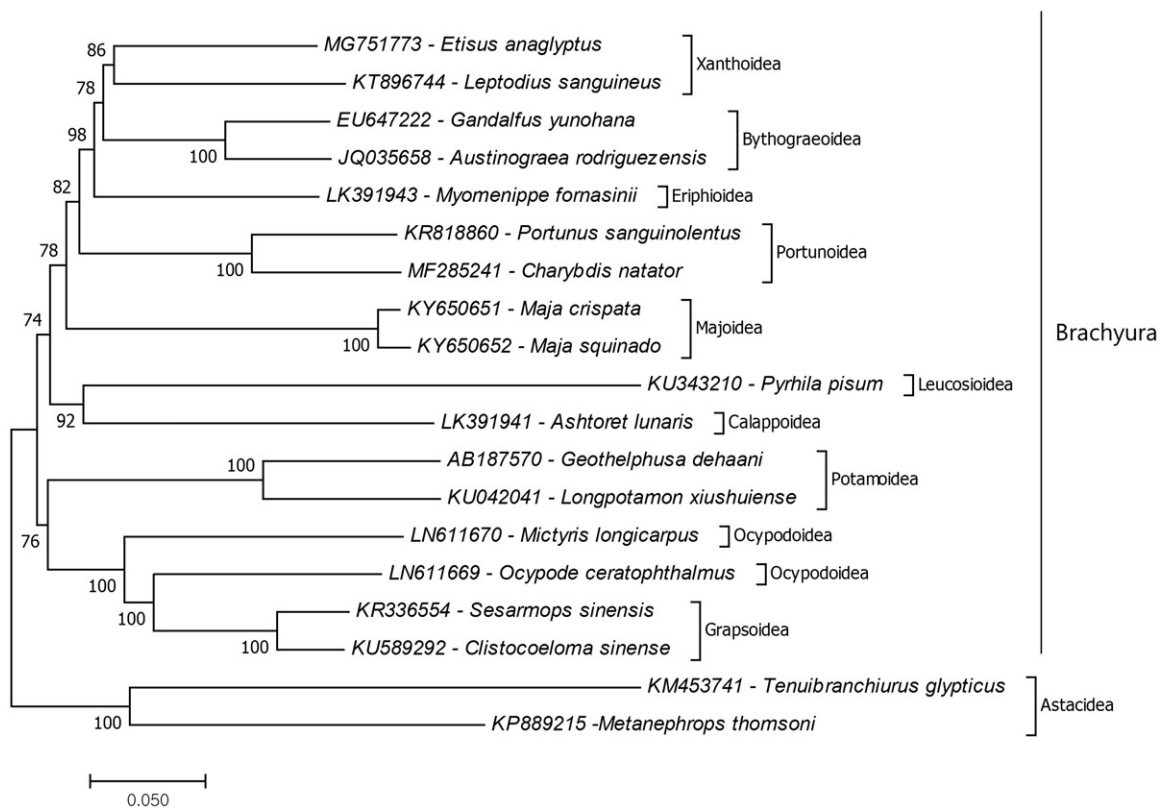 86
MG751773 - Etisus anaglyptus
Xanthoidea
78
KT896744 - Leptodius sanguineus
98
EU647222 - Gandalfus yunohana
Bythograeoidea
100
JQ035658 - Austinograea rodriguezensis
82
LK391943 - Myomenippe fornasinii
Eriphioidea
78
KR818860 - Portunus sanguinolentus
Portunoidea
100
MF285241 - Charybdis natator
74
KY650651 - Maja crispata
Majoidea
100
KY650652 - Maja squinado
Brachyura
KU343210 - Pyrhila pisum
Leucosioidea
92
LK391941 - Ashtoret lunaris
Calappoidea
100
AB187570 - Geothelphusa dehaani
Potamoidea
KU042041 - Longpotamon xiushuiense
76
LN611670 - Mictyris longicarpus
Ocypodoidea
100
LN611669 - Ocypode ceratophthalmus
Ocypodoidea
100
KR336554 - Sesarmops sinensis
Grapsoidea
100
KU589292 - Clistocoeloma sinense
KM453741 - Tenuibranchiurus glypticus
Astacidea
100
KP889215 -Metanephrops thomsoni
0.050